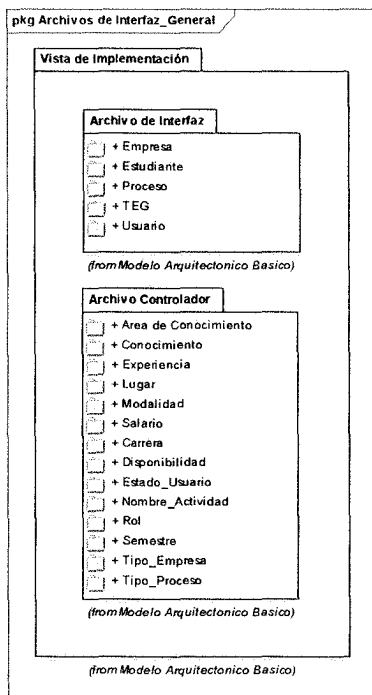 pkg Archivos de Interfaz_General
Vista de Implementación
Archivo de Interfaz
+ Empresa
+ Estudiante
+ Proceso
+ TEG
+ Usuario
(from Modelo Arquitectonico Basico)
Archivo Controlador
+ Area de Conocimiento
+ Conocimiento
+ Experiencia
+ Lugar
+ Modalidad
+ Salario
+ Carrera
+ Disponibilidad
+ Estado_Usuario
+ Nombre_Actividad
+ Rol
+ Semestre
+ Tipo_Empresa
+ Tipo_Proceso
(from Modelo Arquitectonico Basico)
(from Modelo Arquitectonico Basico)